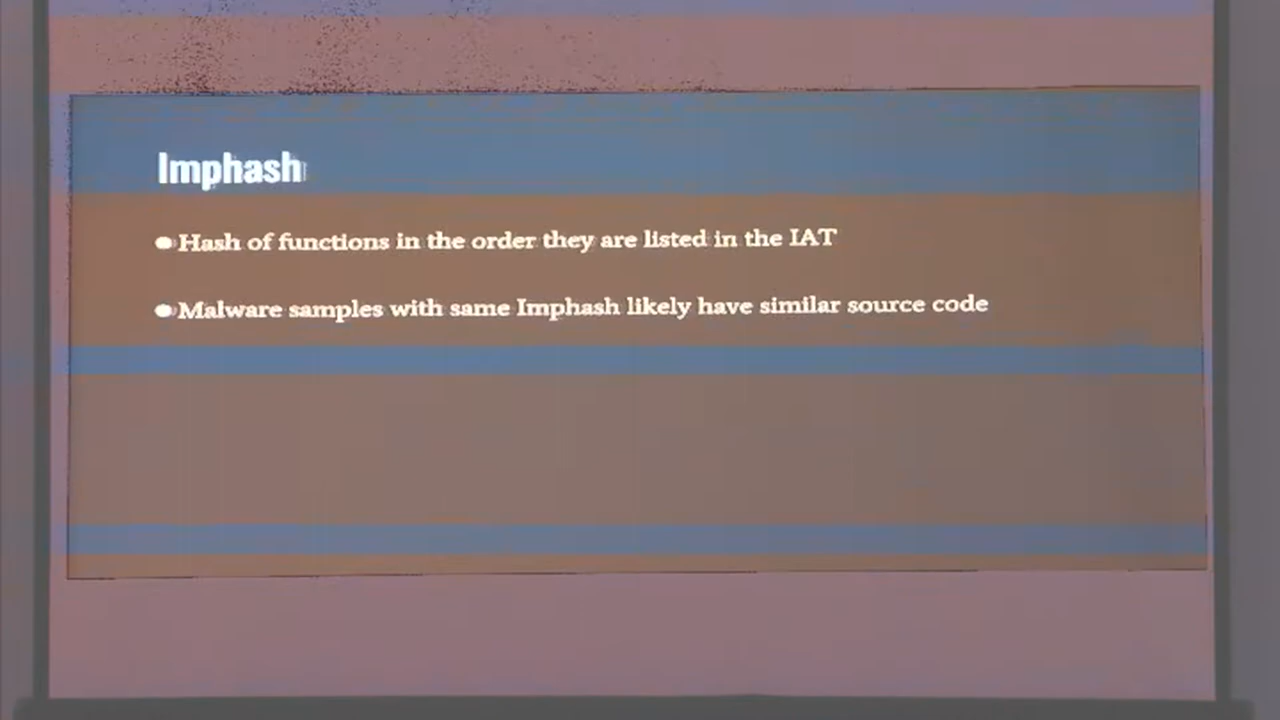 Imphash
Hash of functions in the order they are listed in the IAT
Malware samples with same Imphash likely have similar source code